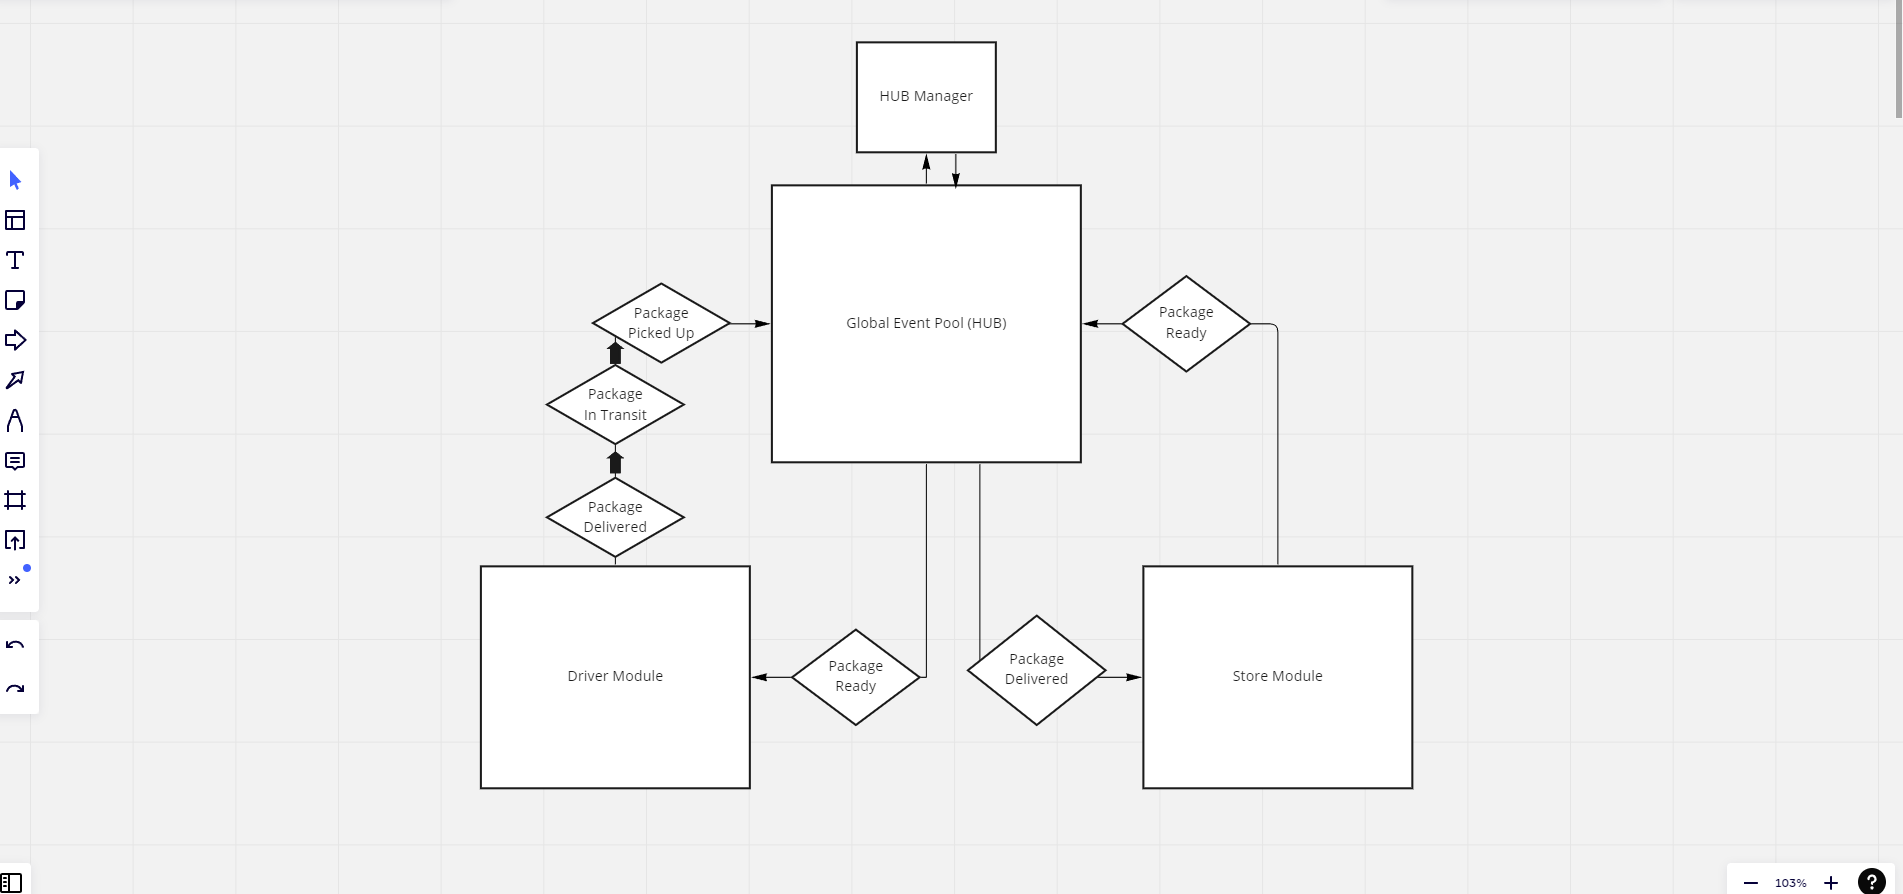 HUB Manager
Global Event Pool (HUB)
Package
Picked Up
Package
Ready
Package
In Transit
Package
Delivered
Driver Module
Package
Ready
Package
Delivered
Store Module
103%